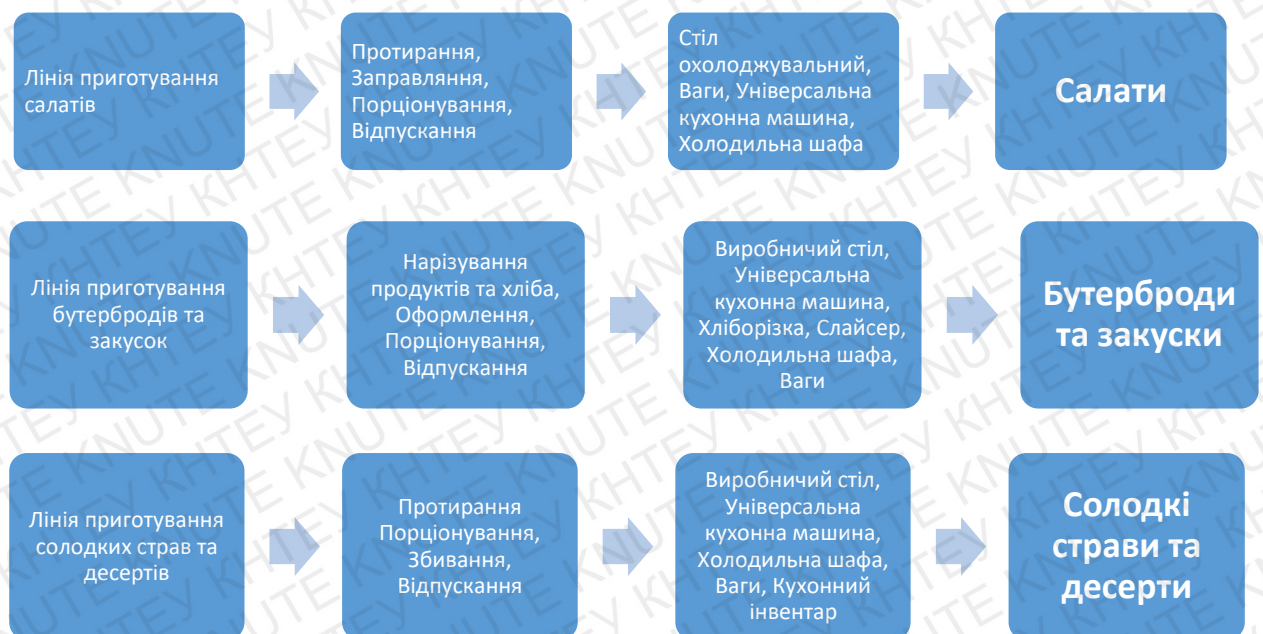 Лінія приготування
салатів
Протирання,
Заправляння,
Порціонування,
Відпускання
Стіл
охолоджувальний,
Ваги, Універсальна
кухонна машина,
Холодильна шафа
Салати
Лінія приготування
бутербродів та
закусок
Нарізування
продуктів та хліба,
Оформлення,
Порціонування,
Відпускання
Виробничий стіл,
Універсальна
кухонна машина,
Хліборізка, Слайсер,
Холодильна шафа,
Ваги
Бутерброди
та закуски
Лінія приготування
солодких страв та
десертів
Протирання
Порціонування,
Збивання,
Відпускання
Виробничий стіл,
Універсальна
кухонна машина,
Холодильна шафа,
Ваги, Кухонний
інвентар
Солодкі
страви та
десерти